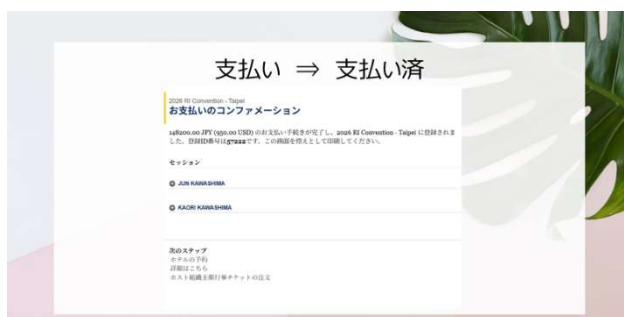 支払い ⇒ 支払い済
2026 RI Convention - Taipei
お支払いのコンファメーション
148200.00 JPY (950.00 USD) のお支払い手続きが完了し、2026 RI Convention - Taipei に登録されま
した。登録ID番号は57222です。この画面を控えとして印刷してください。
セッション
JUN KAWASHIMA
KAORI KAWASHIMA
次のステップ
ホテルの予約
詳細はこちら
ホスト組織主催行事チケットの注文